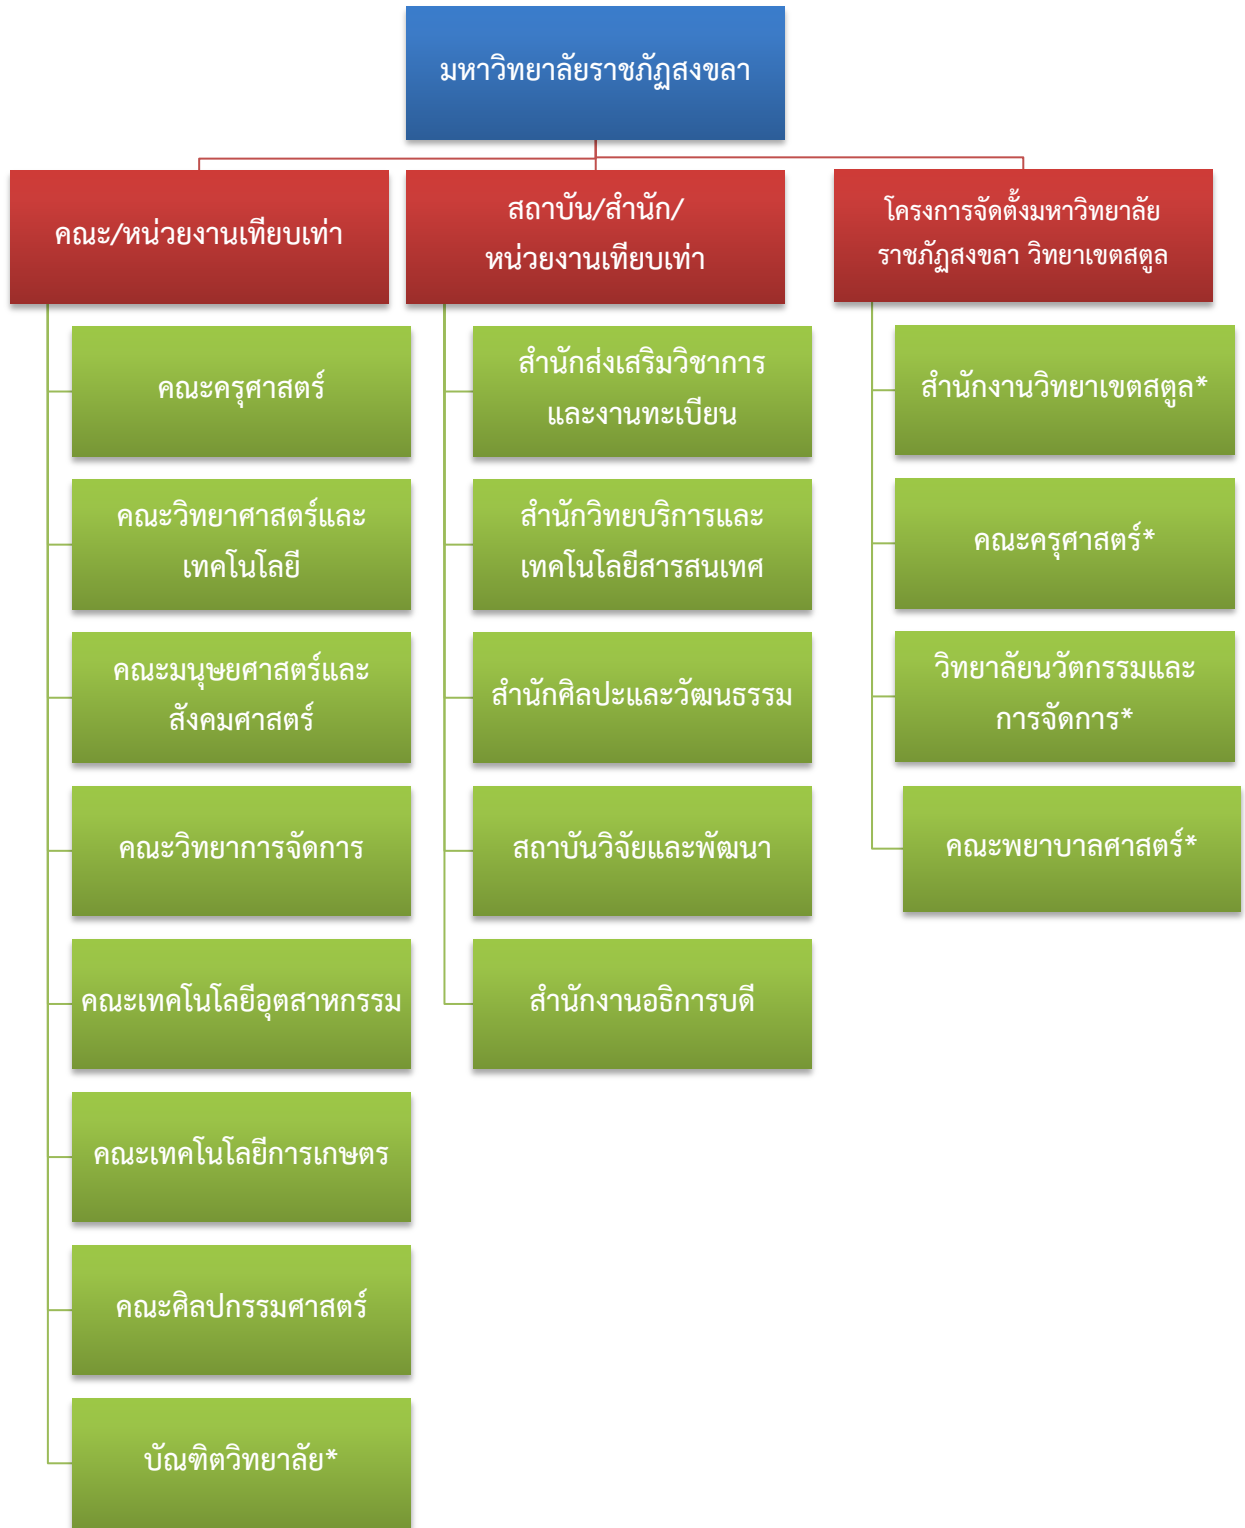 มหาวิทยาลัยราชภัฏสงขลา
คณะ/หน่วยงานเทียบเท่า
คณะครุศาสตร์
คณะวิทยาศาสตร์และ
เทคโนโลยี
คณะมนุษยศาสตร์และ
สังคมศาสตร์
คณะวิทยาการจัดการ
คณะเทคโนโลยีอุตสาหกรรม
คณะเทคโนโลยีการเกษตร
คณะศิลปกรรมศาสตร์
บัณฑิตวิทยาลัย*
สถาบัน/สำนัก/
หน่วยงานเทียบเท่า
สำนักส่งเสริมวิชาการ
และงานทะเบียน
สำนักวิทยบริการและ
เทคโนโลยีสารสนเทศ
สำนักศิลปะและวัฒนธรรม
สถาบันวิจัยและพัฒนา
สำนักงานอธิการบดี
โครงการจัดตั้งมหาวิทยาลัย
ราชภัฏสงขลา วิทยาเขตสตูล
สำนักงานวิทยาเขตสตูล*
คณะครุศาสตร์*
วิทยาลัยนวัตกรรมและ
การจัดการ*
คณะพยาบาลศาสตร์*